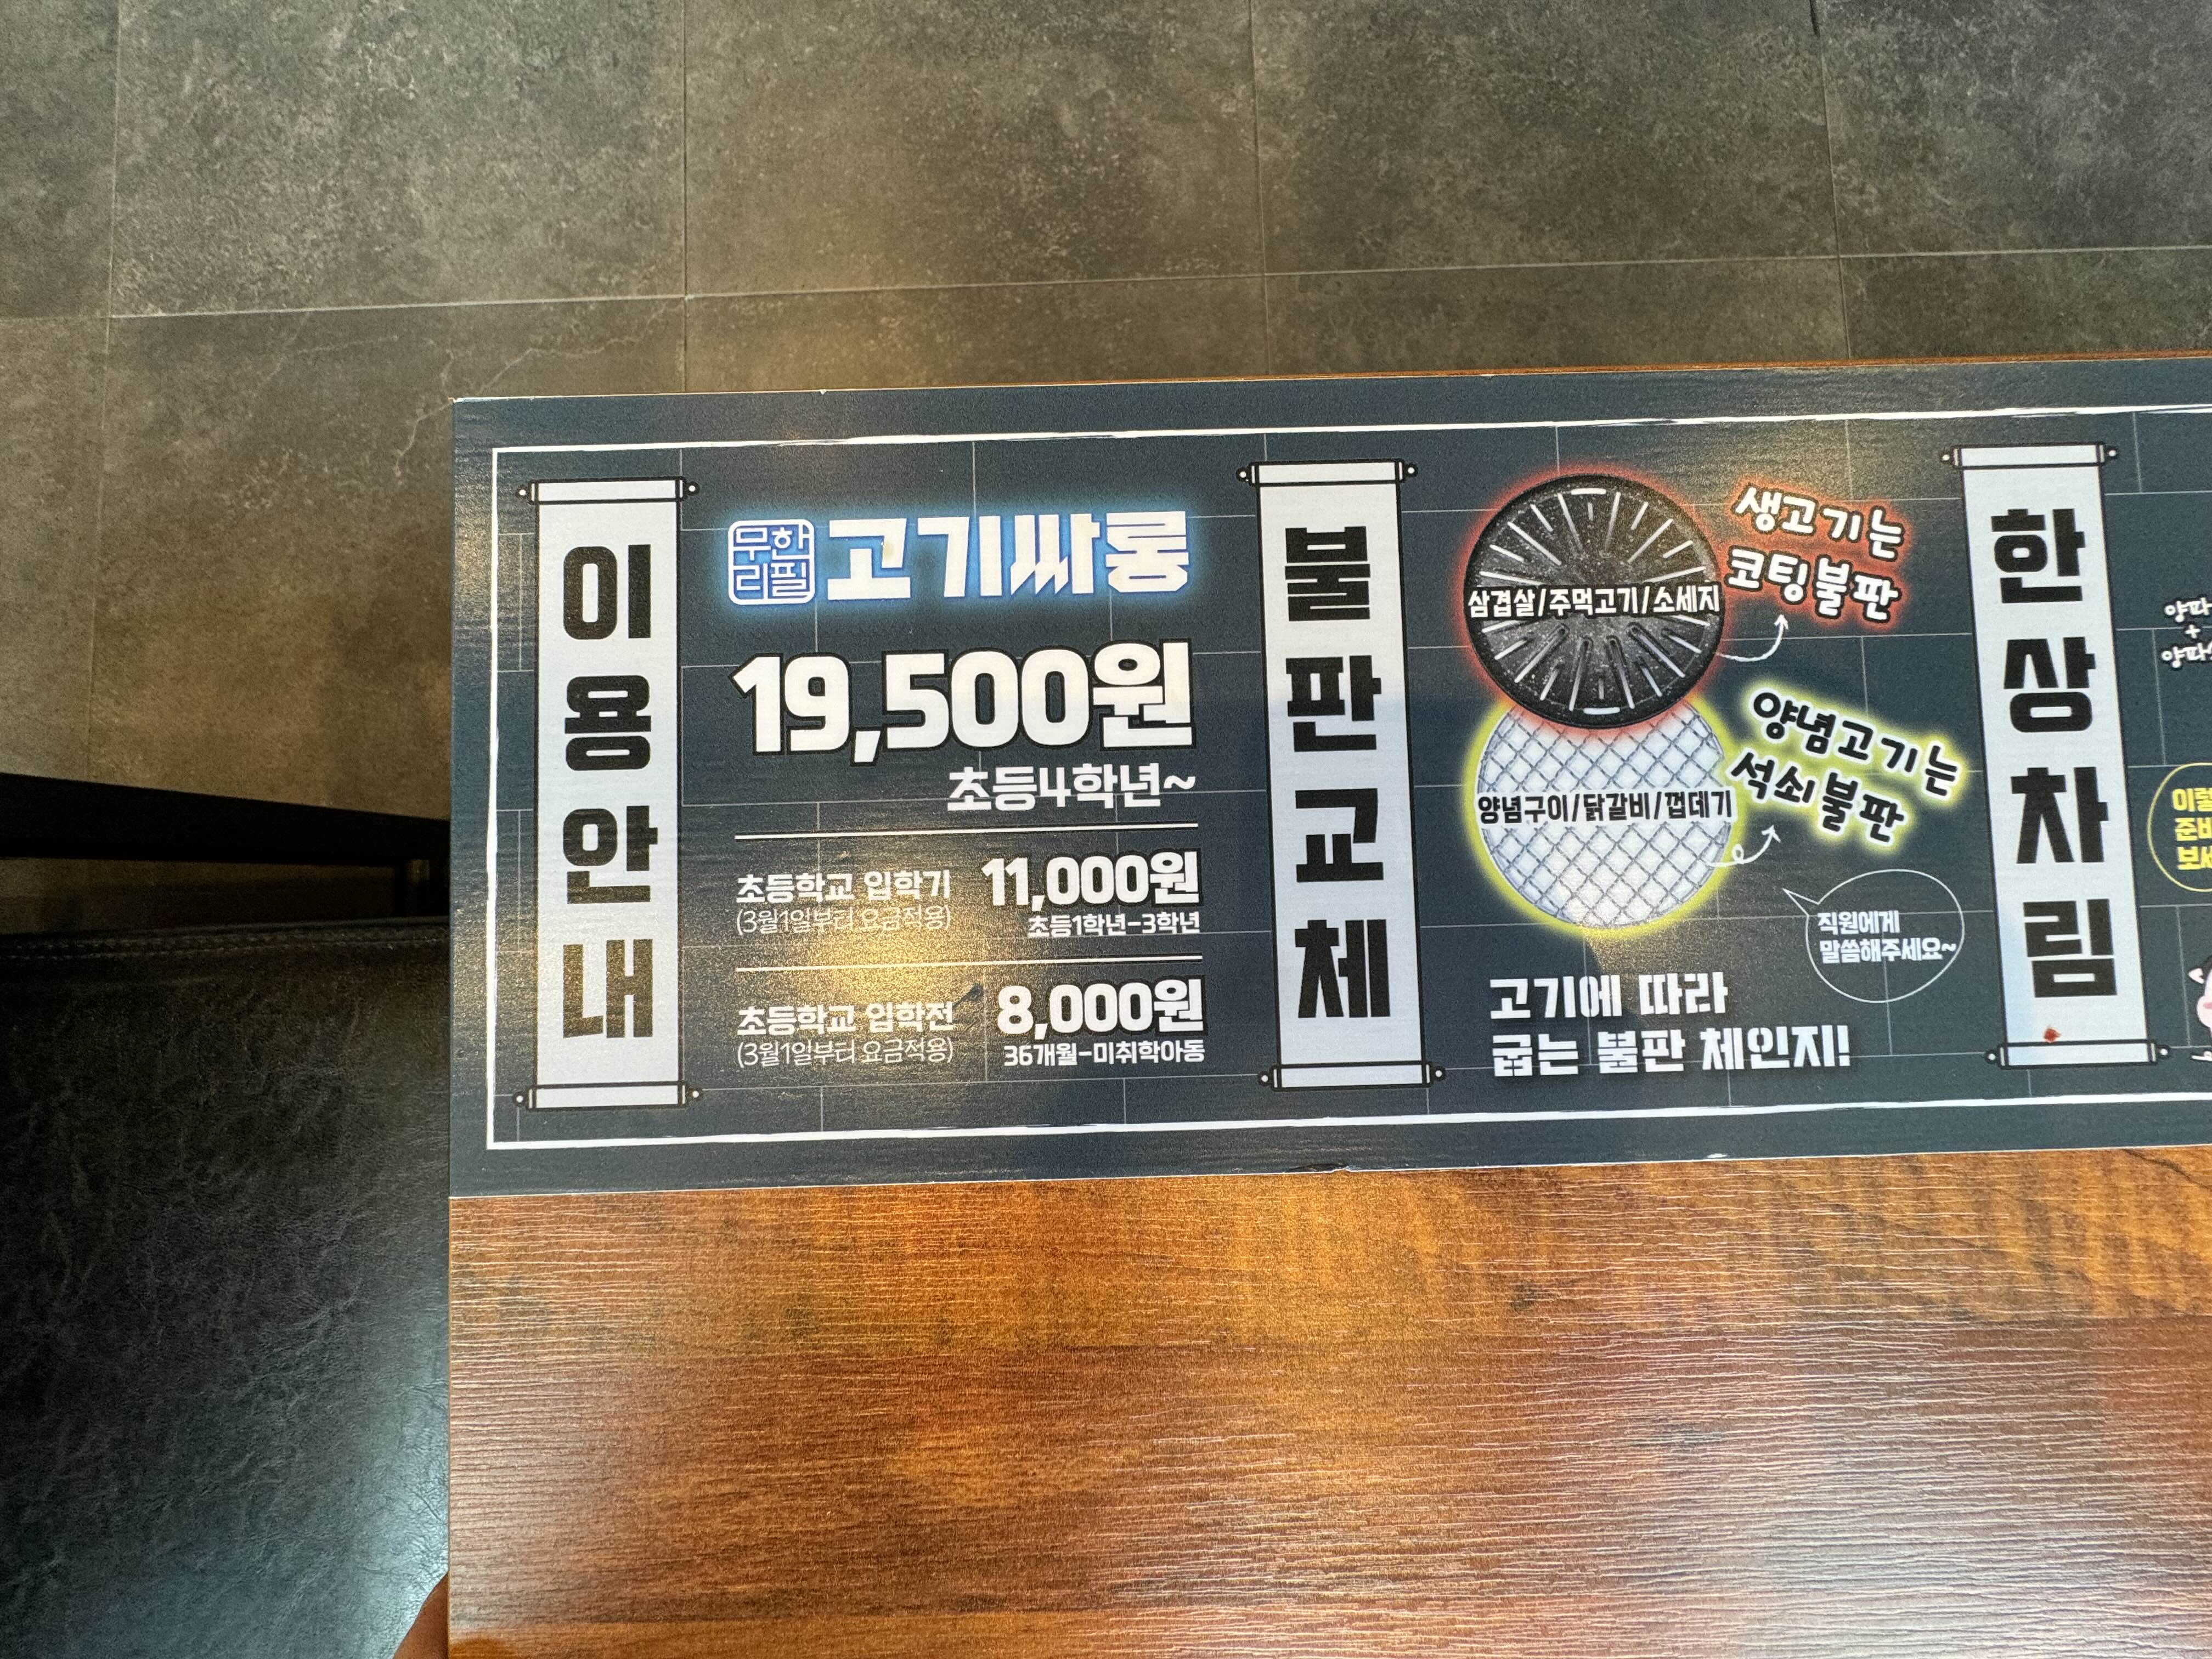 이용안내
무한
리필
고기싸롱
19,500원
초등4학년~
초등학교 입학기 11,000원
(3월1일부터 요금적용) 초등1학년-3학년
초등학교 입학전 8,000원
(3월1일부터 요금적용) 36개월-미취학아동
불판교체
삼겹살/주먹고기/소세지
생고기는
코팅불판
양념구이/닭갈비/껍데기
양념고기는
석쇠불판
직원에게
말씀해주세요~
고기에 따라
굽는 불판 체인지!
한상차림
양파
+